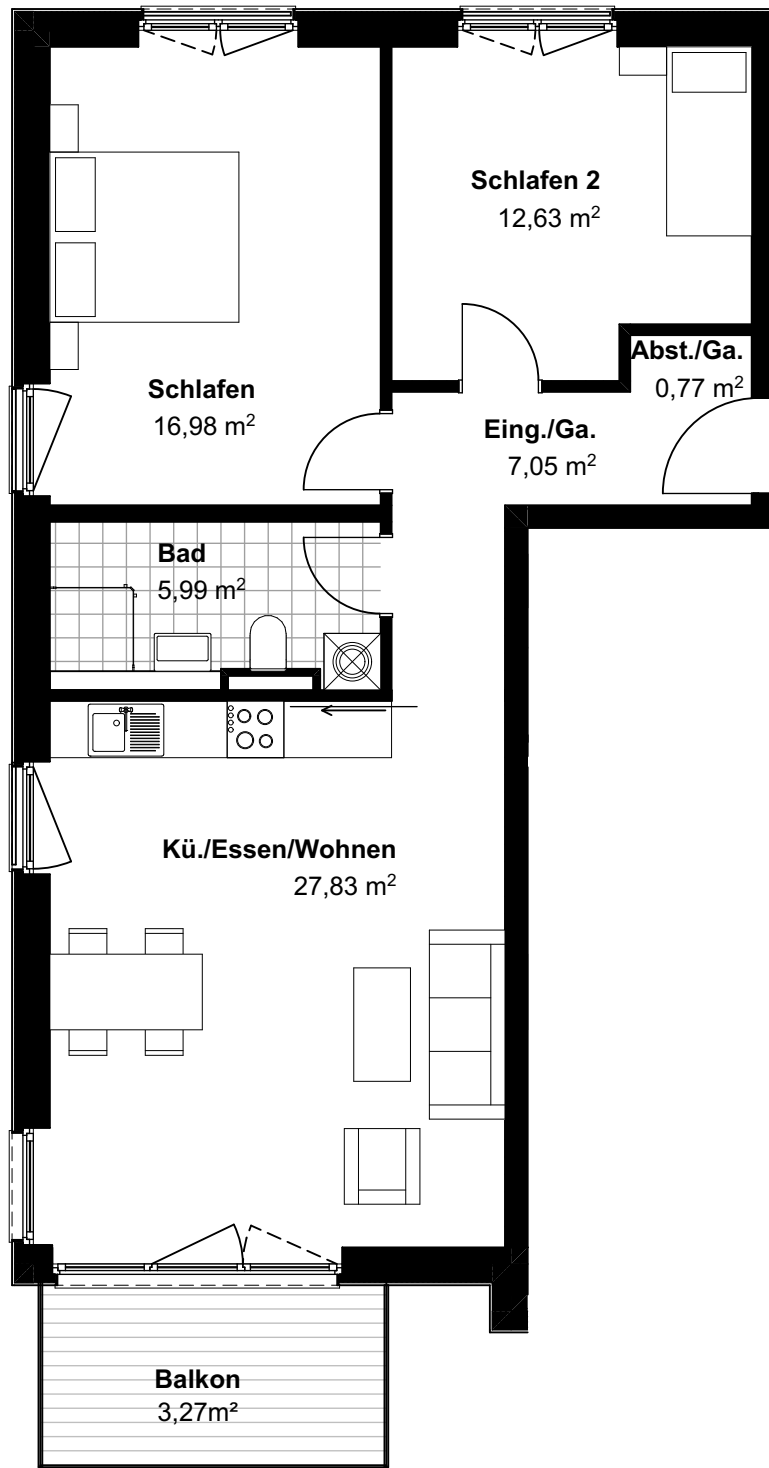 Schlafen 2
12,63 m²
Abst./Ga.
0,77 m²
Schlafen
16,98 m²
Eing./Ga.
7,05 m²
Bad
5,99 m²
Kü./Essen/Wohnen
27,83 m²
Balkon
3,27m²